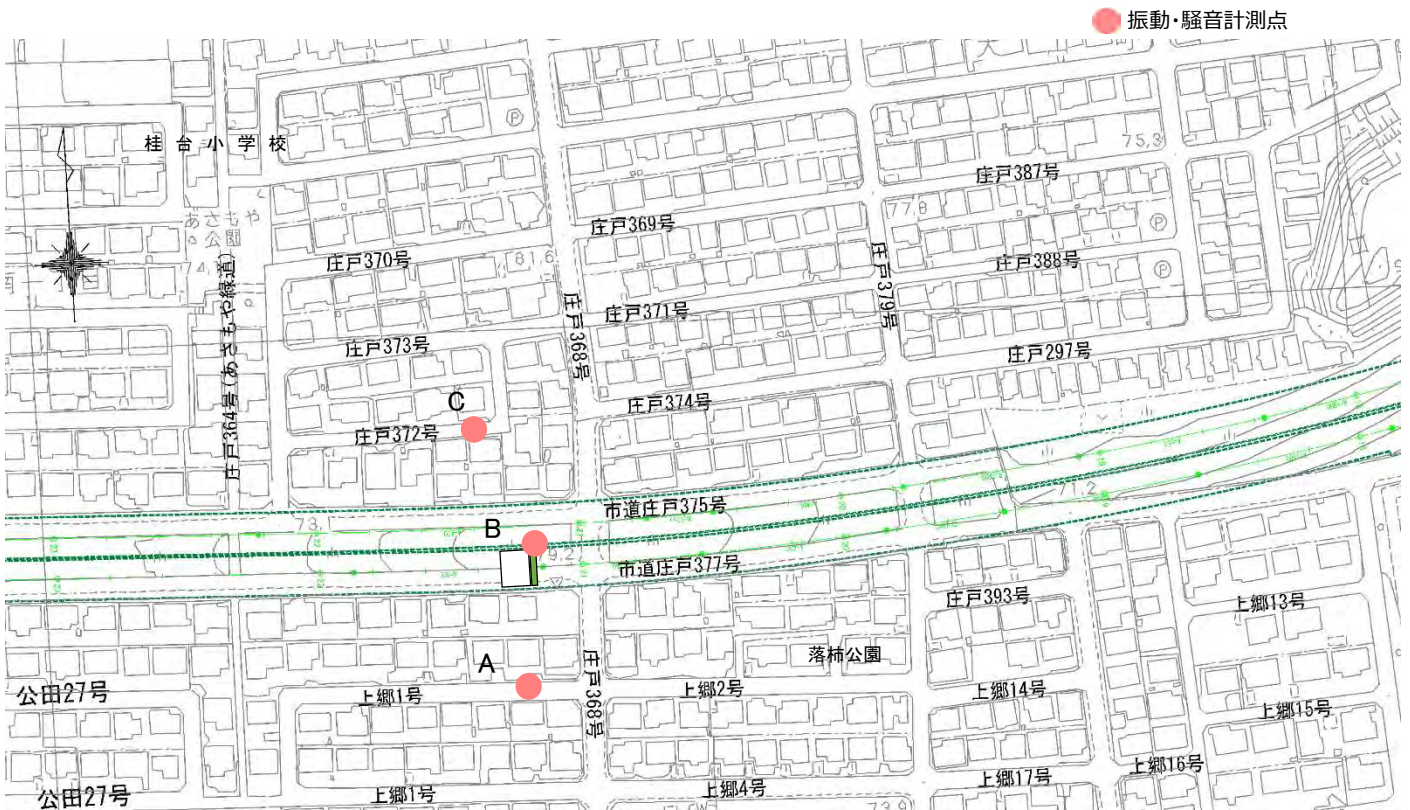 振動・騒音計測点
桂台小学校
75.3
庄戸387号
77.8
あさもや
公園
庄戸369号
庄戸370号
81.6
庄戸388号
庄戸379号
庄戸364号(あさもや緑道)
庄戸368号
庄戸371号
庄戸373号
庄戸297号
庄戸374号
C
庄戸372号
71.2
市道庄戸375号
73.1
B
9.2
市道庄戸377号
庄戸393号
上郷13号
落柿公園
A
庄戸368号
公田27号
上郷1号
上郷2号
上郷14号
上郷15号
上郷16号
上郷17号
公田27号
上郷1号
上郷4号
73.9